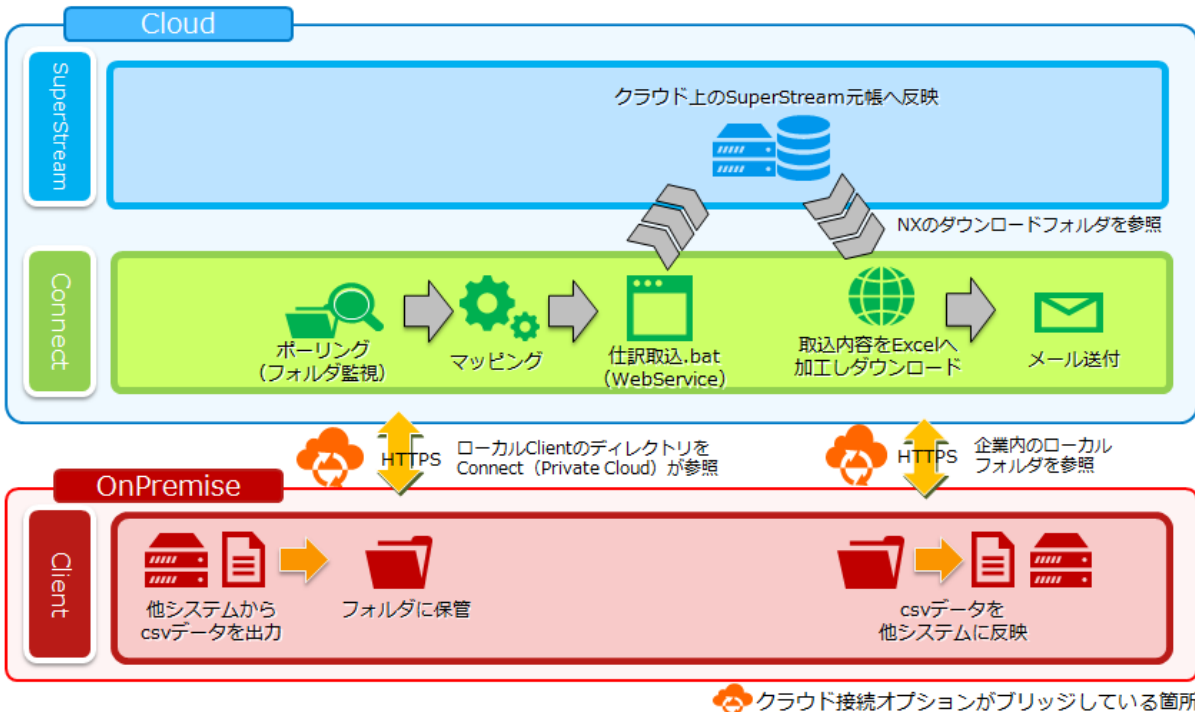 Cloud
SuperStream
クラウド上のSuperStream元帳へ反映
NXのダウンロードフォルダを参照
Connect
ポーリング
（フォルダ監視）
マッピング
仕訳取込.bat
（WebService）
取込内容をExcelへ
加工しダウンロード
メール送付
HTTPS
ローカルClientのディレクトリを
Connect（Private Cloud）が参照
HTTPS
企業内のローカル
フォルダを参照
OnPremise
Client
他システムから
csvデータを出力
フォルダに保管
csvデータを
他システムに反映
クラウド接続オプションがブリッジしている箇所